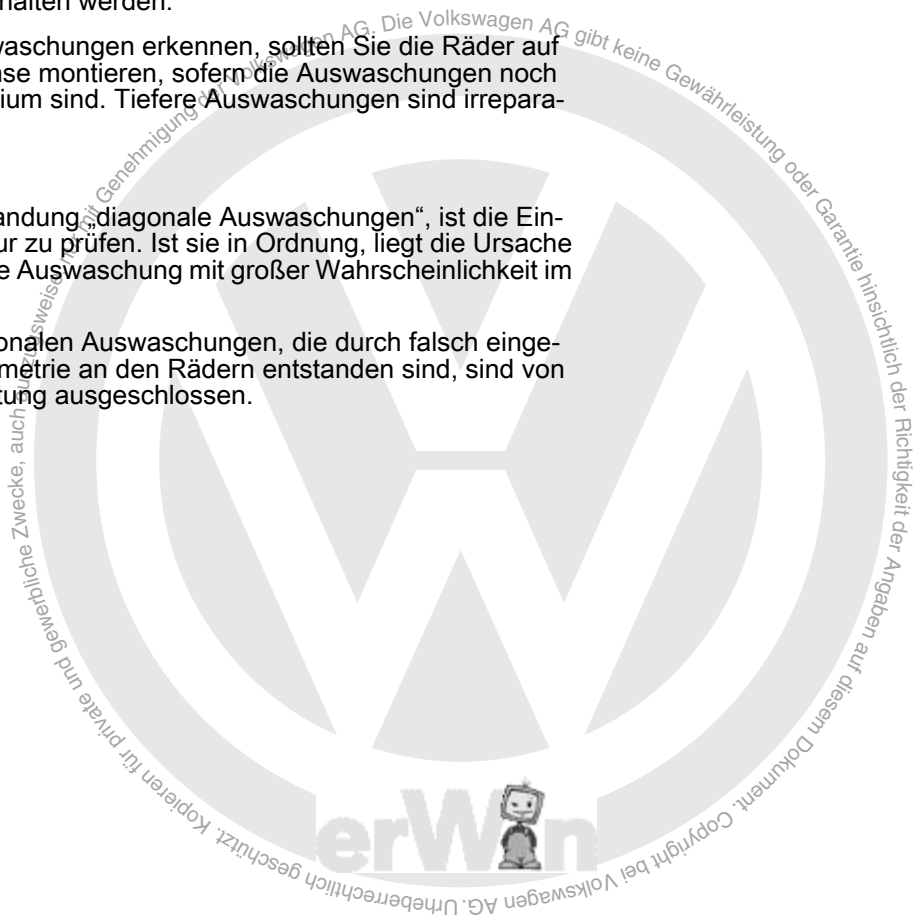 halten werden.
waschungen erkennen, sollten Sie die Räder auf
nse montieren, sofern die Auswaschungen noch
ium sind. Tiefere Auswaschungen sind irrepara-
andung „diagonale Auswaschungen“, ist die Ein-
ur zu prüfen. Ist sie in Ordnung, liegt die Ursache
e Auswaschung mit großer Wahrscheinlichkeit im
onalen Auswaschungen, die durch falsch einge-
metrie an den Rädern entstanden sind, sind von
tung ausgeschlossen.
geschützt. Kopieren für private und gewerbliche Zwecke, auch auszugsweise, nur mit Genehmigung der Volkswagen AG. Die Volkswagen AG gibt keine Gewährleistung oder Garantie hinsichtlich der Richtigkeit der Angaben auf diesem Dokument. Copyright bei Volkswagen AG. Urheberrechtlich
erWin